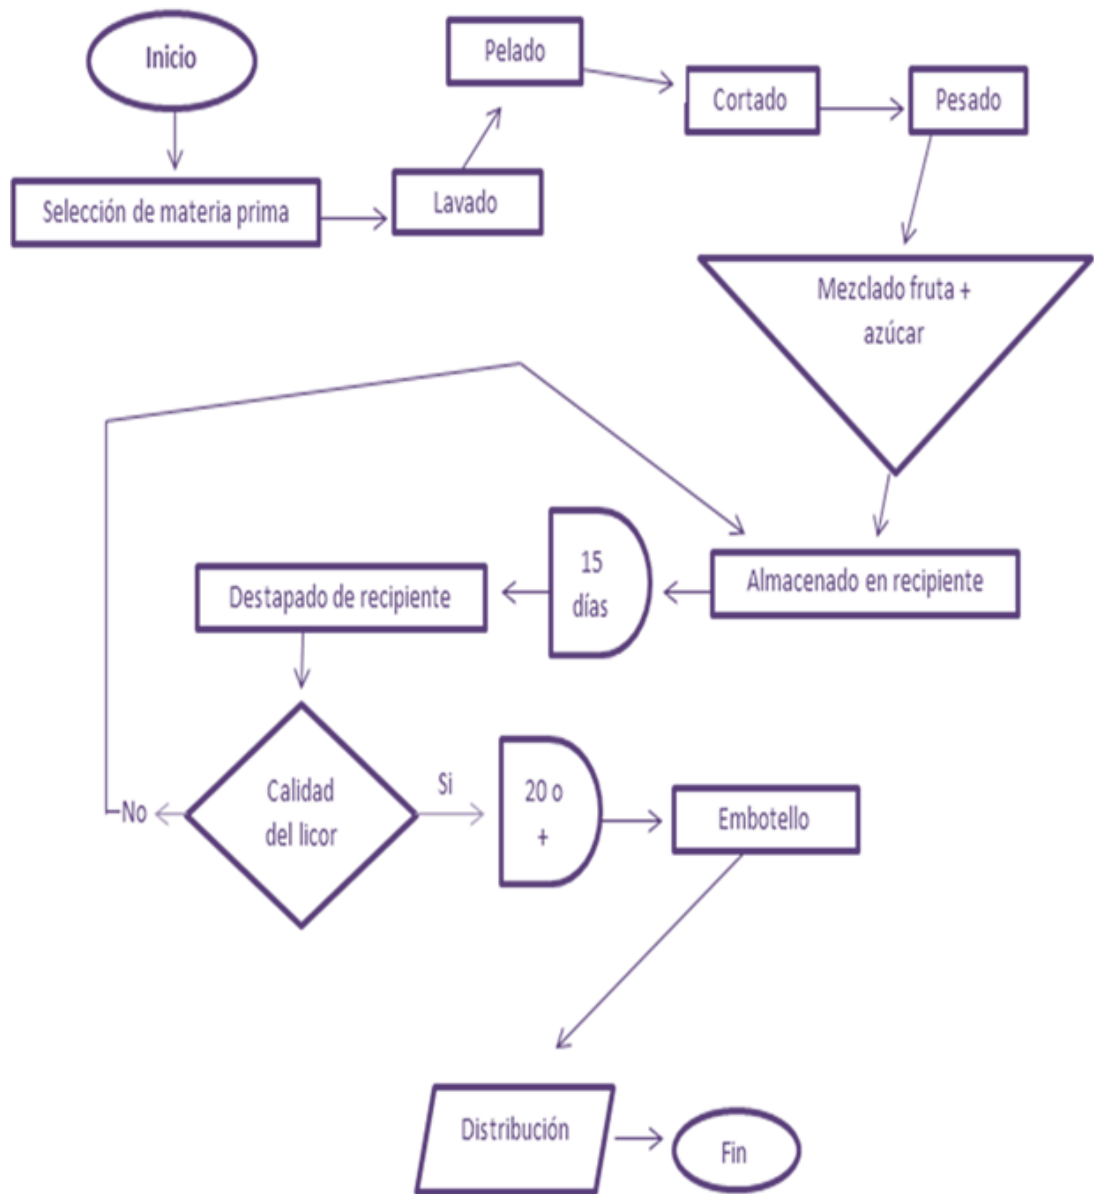 Inicio
Selección de materia prima
Lavado
Pelado
Cortado
Pesado
Mezclado fruta +
azúcar
Almacenado en recipiente
15
días
Destapado de recipiente
Calidad
del licor
No
Si
20 o
+
Embotello
Distribución
Fin